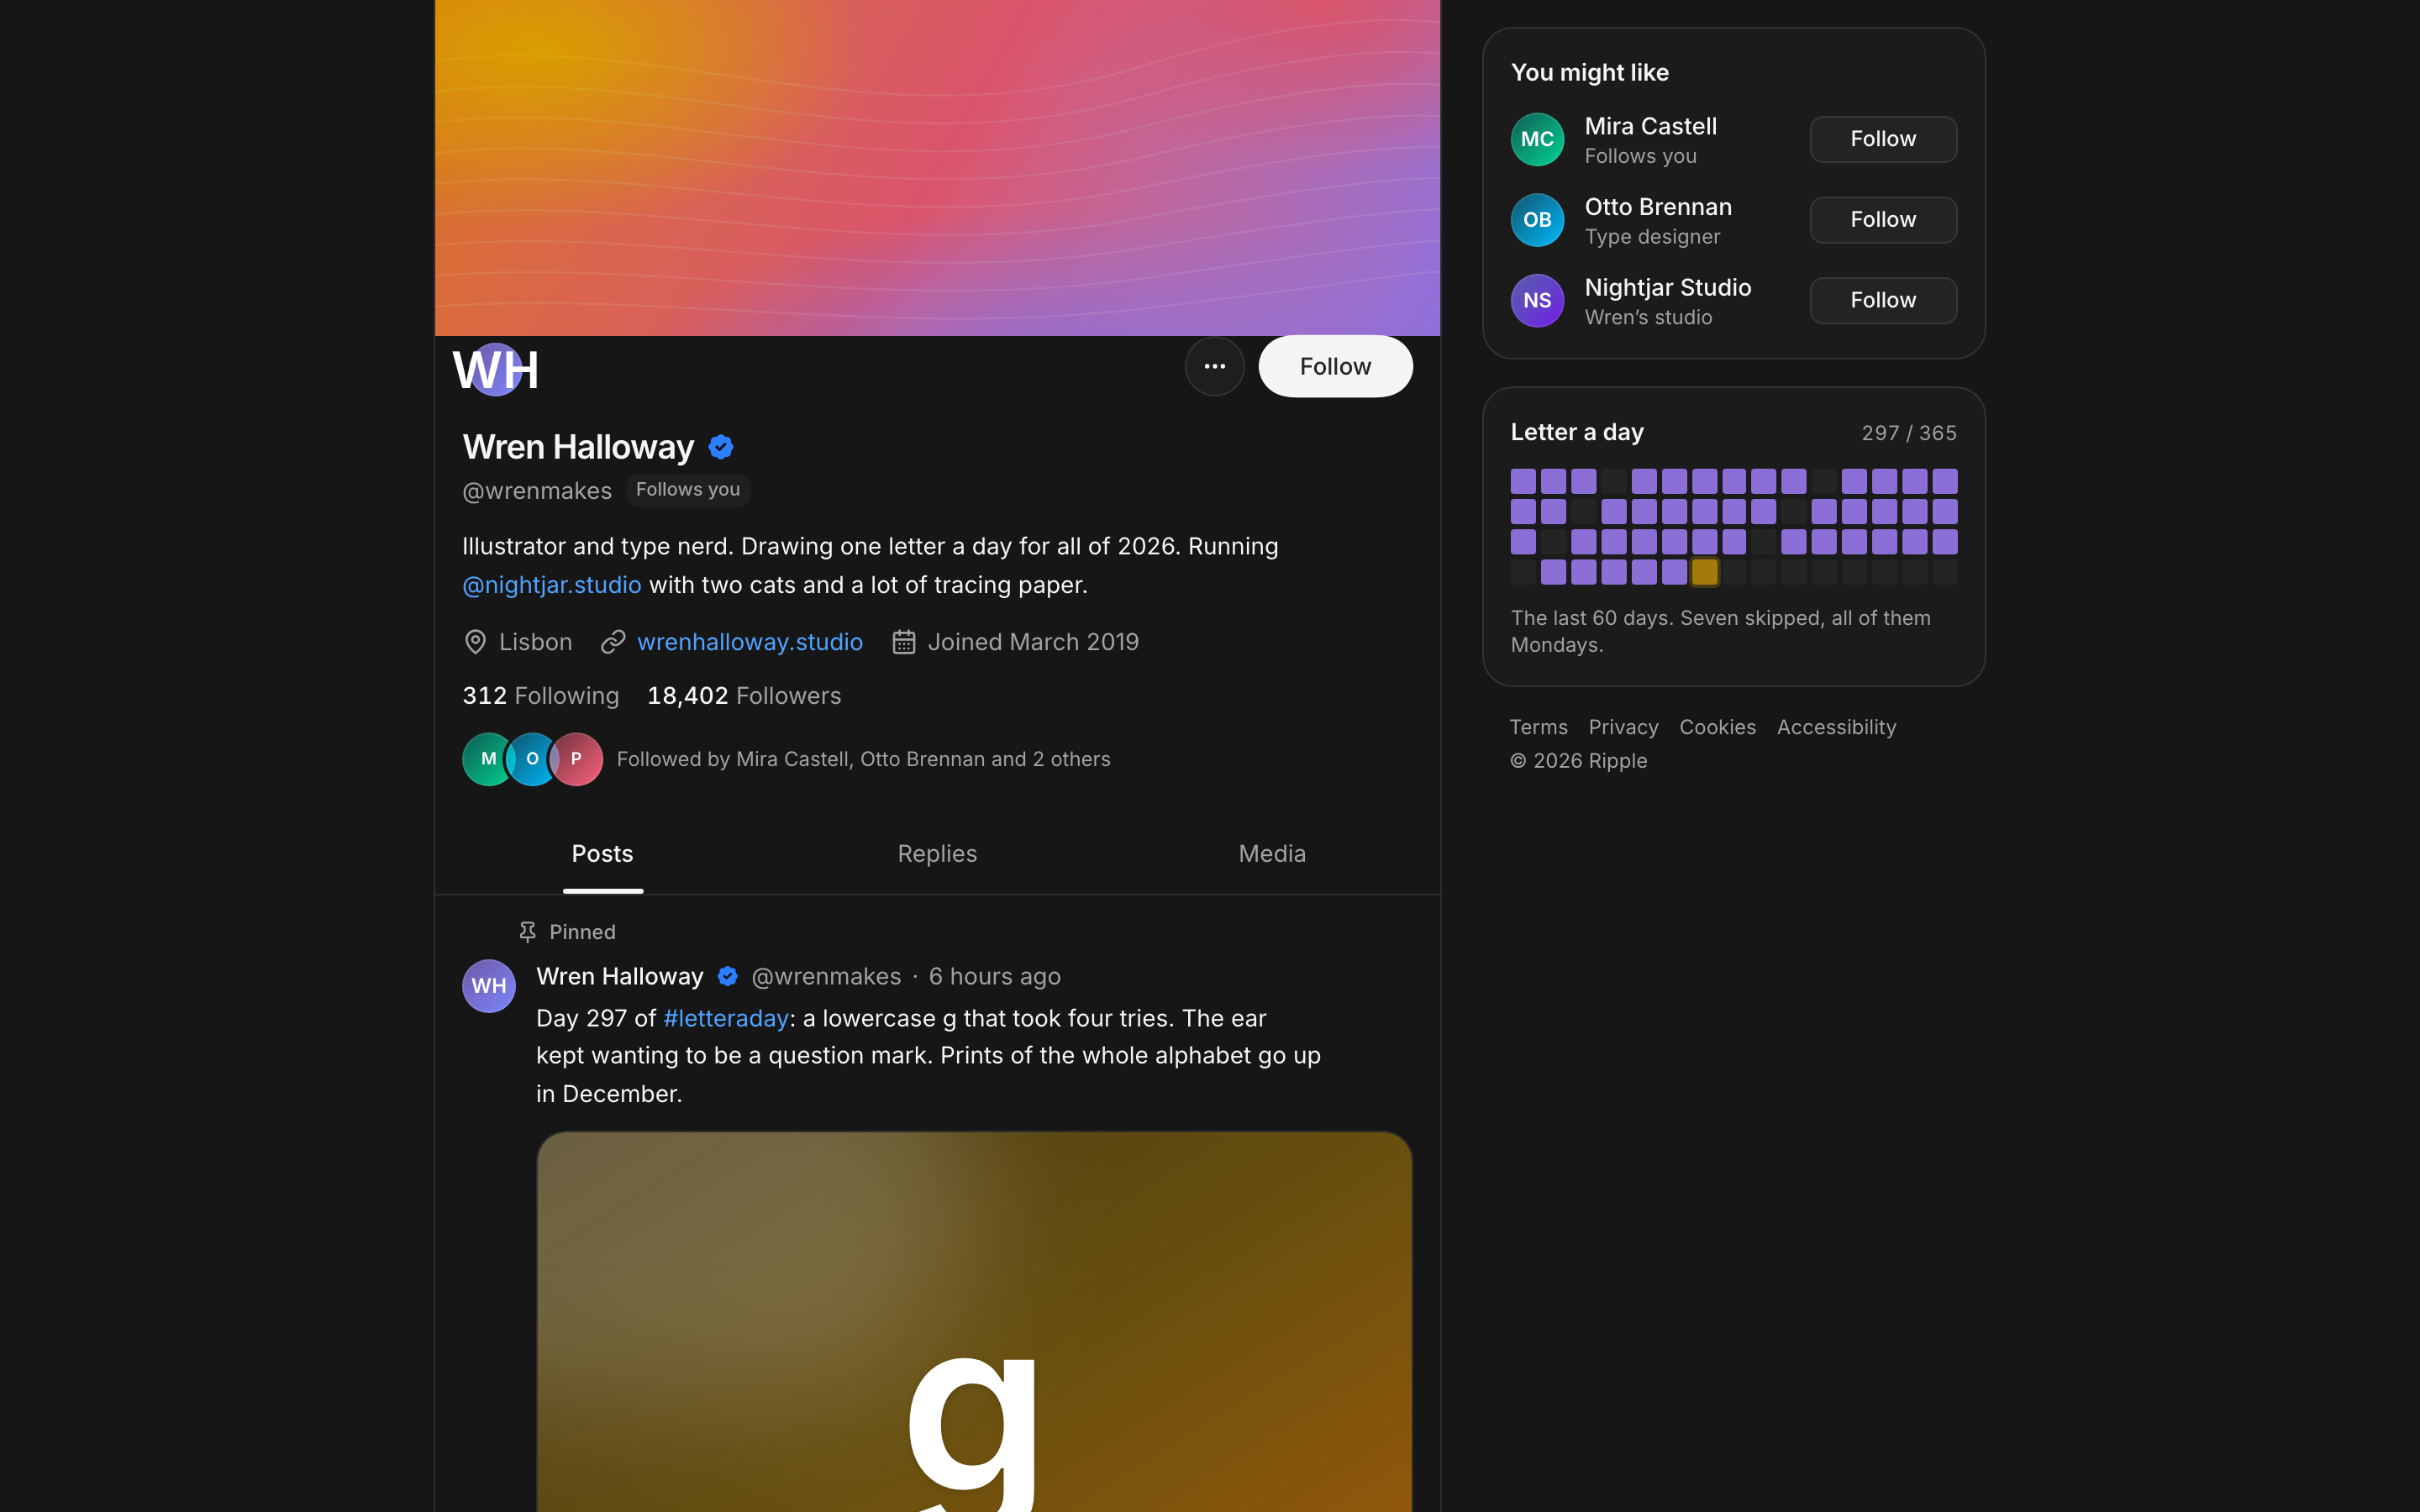 WH
Follow
Wren Halloway
@wrenmakes Follows you
Illustrator and type nerd. Drawing one letter a day for all of 2026. Running
@nightjar.studio with two cats and a lot of tracing paper.
Lisbon wrenhalloway.studio Joined March 2019
312 Following 18,402 Followers
M O P Followed by Mira Castell, Otto Brennan and 2 others
Posts Replies Media
Pinned
WH Wren Halloway @wrenmakes · 6 hours ago
Day 297 of #letteraday: a lowercase g that took four tries. The ear
kept wanting to be a question mark. Prints of the whole alphabet go up
in December.
g
You might like
MC Mira Castell Follow
Follows you
OB Otto Brennan Follow
Type designer
NS Nightjar Studio Follow
Wren’s studio
Letter a day 297 / 365
The last 60 days. Seven skipped, all of them
Mondays.
Terms Privacy Cookies Accessibility
© 2026 Ripple